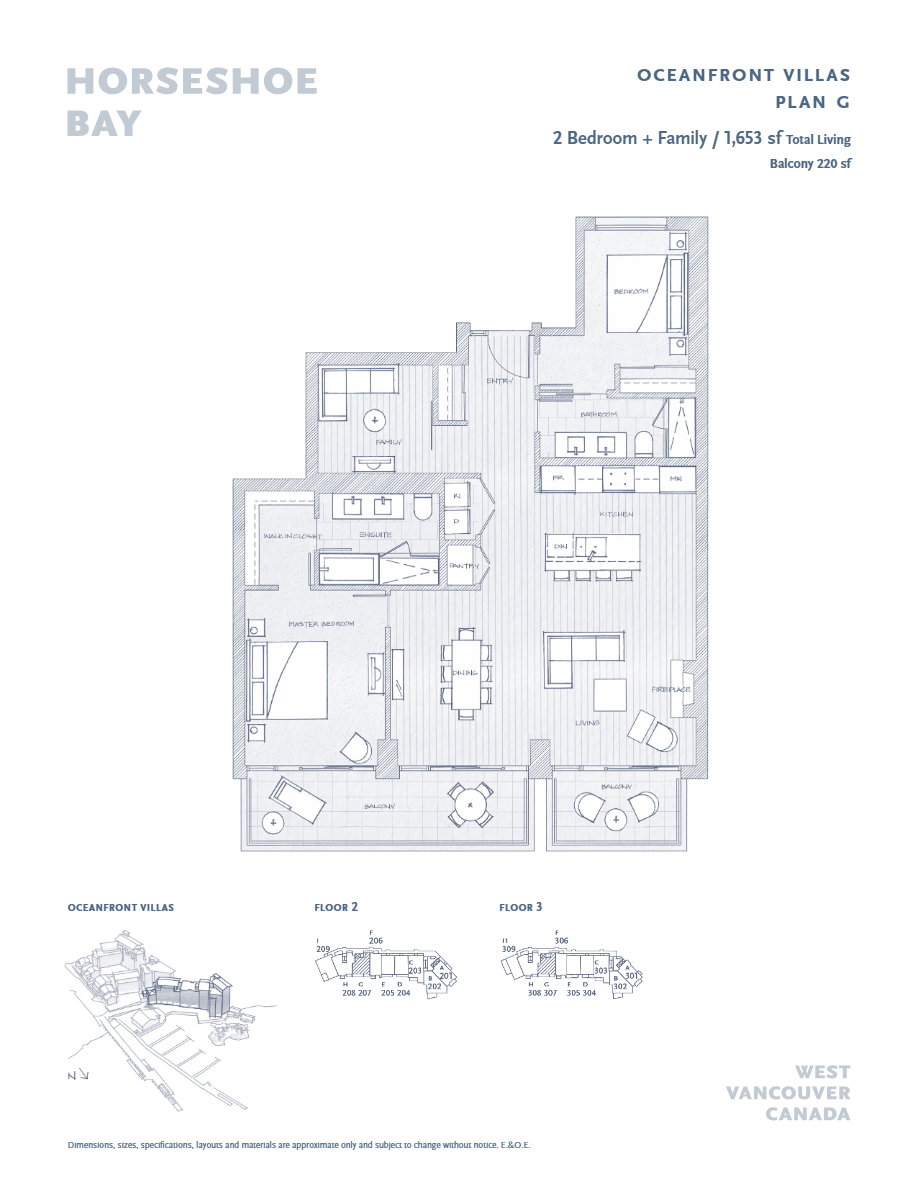 HORSESHOE
BAY
OCEANFRONT VILLAS
PLAN G
2 Bedroom + Family / 1,653 sf Total Living
Balcony 220 sf
BEDROOM
ENTRY
BATHROOM
FAMILY
KITCHEN
WALK IN CLOSET
ENSUITE
D
DW
PANTRY
MASTER BEDROOM
DINING
FIREPLACE
LIVING
BALCONY
BALCONY
OCEANFRONT VILLAS
FLOOR 2
FLOOR 3
I
209
F
206
C
203
A
201
B
202
H G E D
208 207 205 204
309
F
306
C
303
A
301
B
302
H G E D
308 307 305 304
N
WEST
VANCOUVER
CANADA
Dimensions, sizes, specifications, layouts and materials are approximate only and subject to change without notice. E.&O.E.